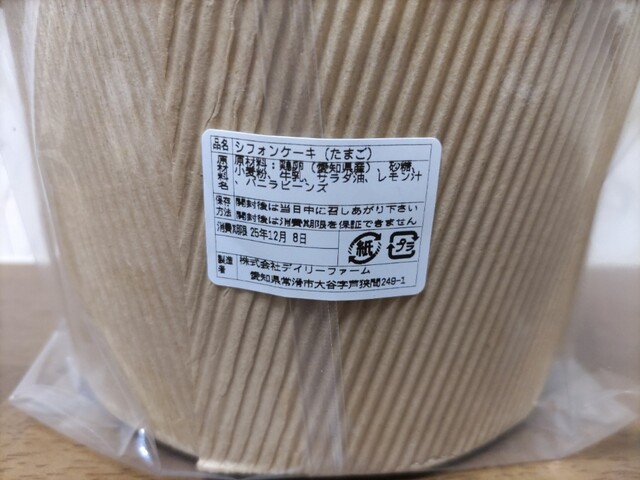 品名 シフォンケーキ (たまご)
原材料名 原材料:鶏卵 (愛知県産)、砂糖、
小麦粉、牛乳、サラダ油、レモン汁
、バニラビーンズ
保存方法 開封後は当日中に召しあがり下さい
開封後は消費期限を保証できません
消費期限 25年12月 8日
紙 プラ
製造者 株式会社デイリーファーム
愛知県常滑市大谷字戸狭間249-1